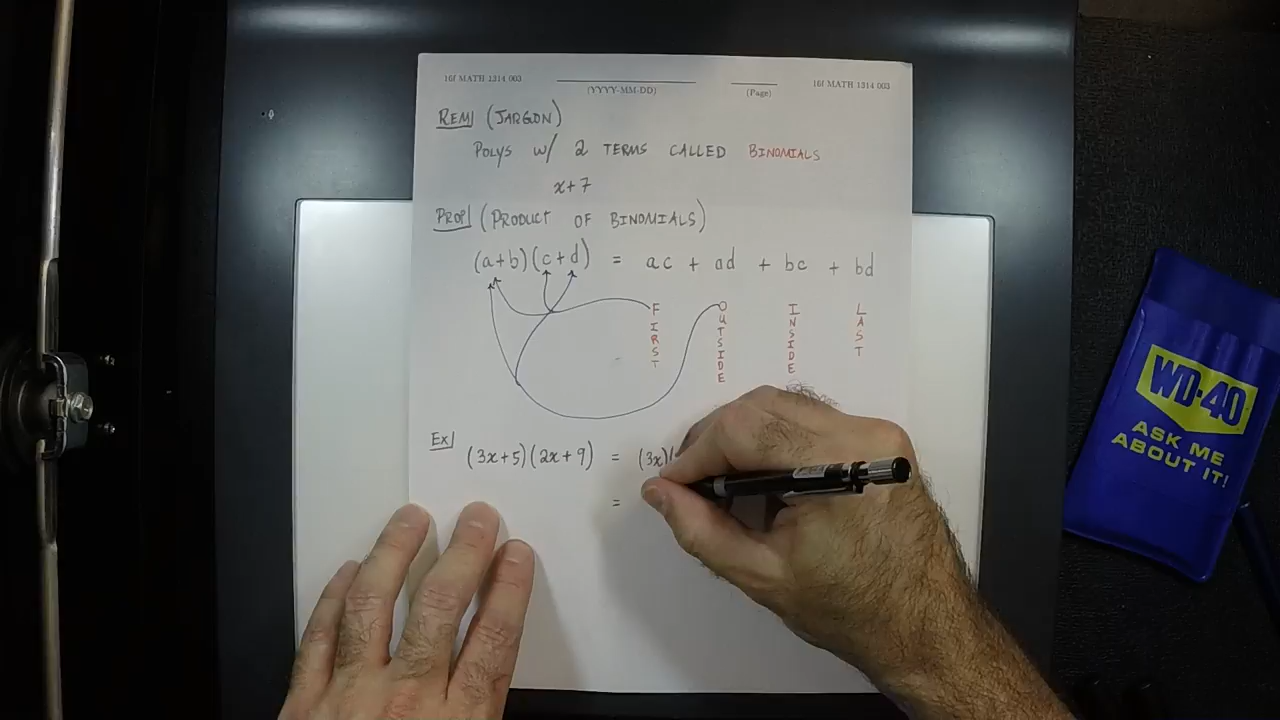 16f MATH 1314 003 (YYYY-MM-DD) (Page) 16f MATH 1314 003
REM (JARGON)
POLYS W/ 2 TERMS CALLED BINOMIALS
x+7
PROP (PRODUCT OF BINOMIALS)
(a+b)(c+d) = ac + ad + bc + bd
FIRST OUTSIDE INSIDE LAST
EX (3x+5)(2x+9) = (3x)(
=
WD-40
ASK ME
ABOUT IT!